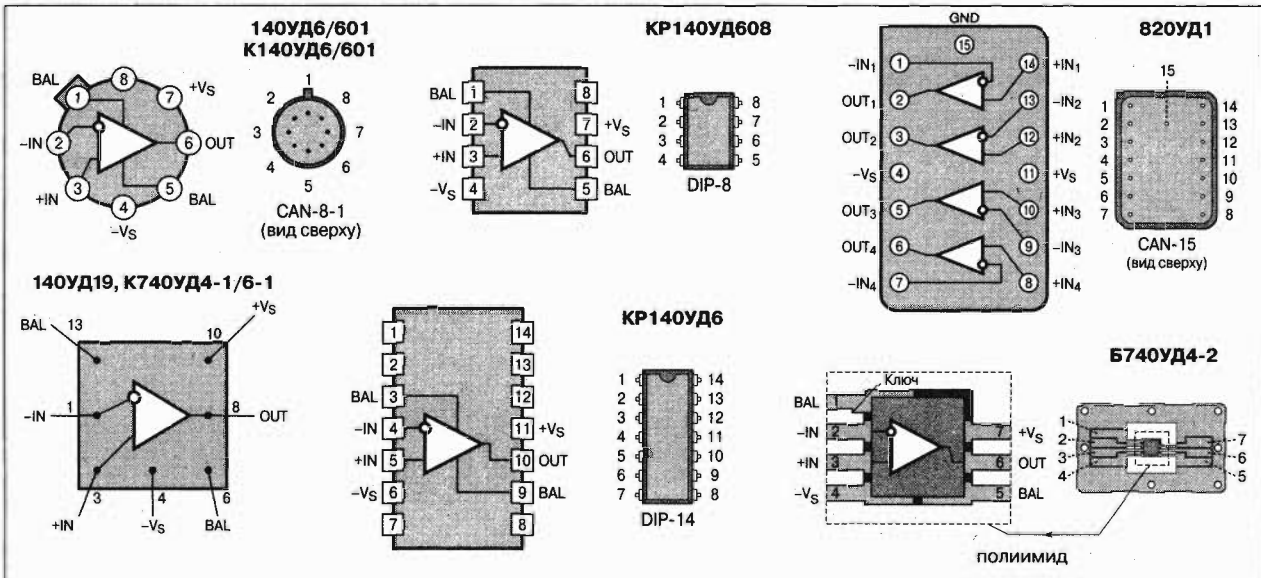 140УД6/601
К140УД6/601
BAL
1
8
7
+VS
-IN
2
6
OUT
+IN
3
4
5
BAL
-VS
1
2
8
3
7
4
6
5
CAN-8-1
(вид сверху)
КР140УД608
BAL
1
8
-IN
2
7
+VS
+IN
3
6
OUT
-VS
4
5
BAL
1
8
2
7
3
6
4
5
DIP-8
820УД1
GND
15
-IN1
1
14
+IN1
OUT1
2
13
-IN2
OUT2
3
12
+IN2
-VS
4
11
+VS
OUT3
5
10
+IN3
OUT4
6
9
-IN3
-IN4
7
8
+IN4
15
1
14
2
13
3
12
4
11
5
10
6
9
7
8
CAN-15
(вид сверху)
140УД19, К740УД4-1/6-1
BAL
13
+VS
10
-IN
1
8
OUT
3
4
6
+IN
-VS
BAL
КР140УД6
1
14
2
13
BAL
3
12
-IN
4
11
+VS
+IN
5
10
OUT
-VS
6
9
BAL
7
8
1
14
2
13
3
12
4
11
5
10
6
9
7
8
DIP-14
Б740УД4-2
Ключ
BAL
1
-IN
2
7
+VS
+IN
3
6
OUT
-VS
4
5
BAL
1
2
7
3
6
4
5
ПОЛИИМИД